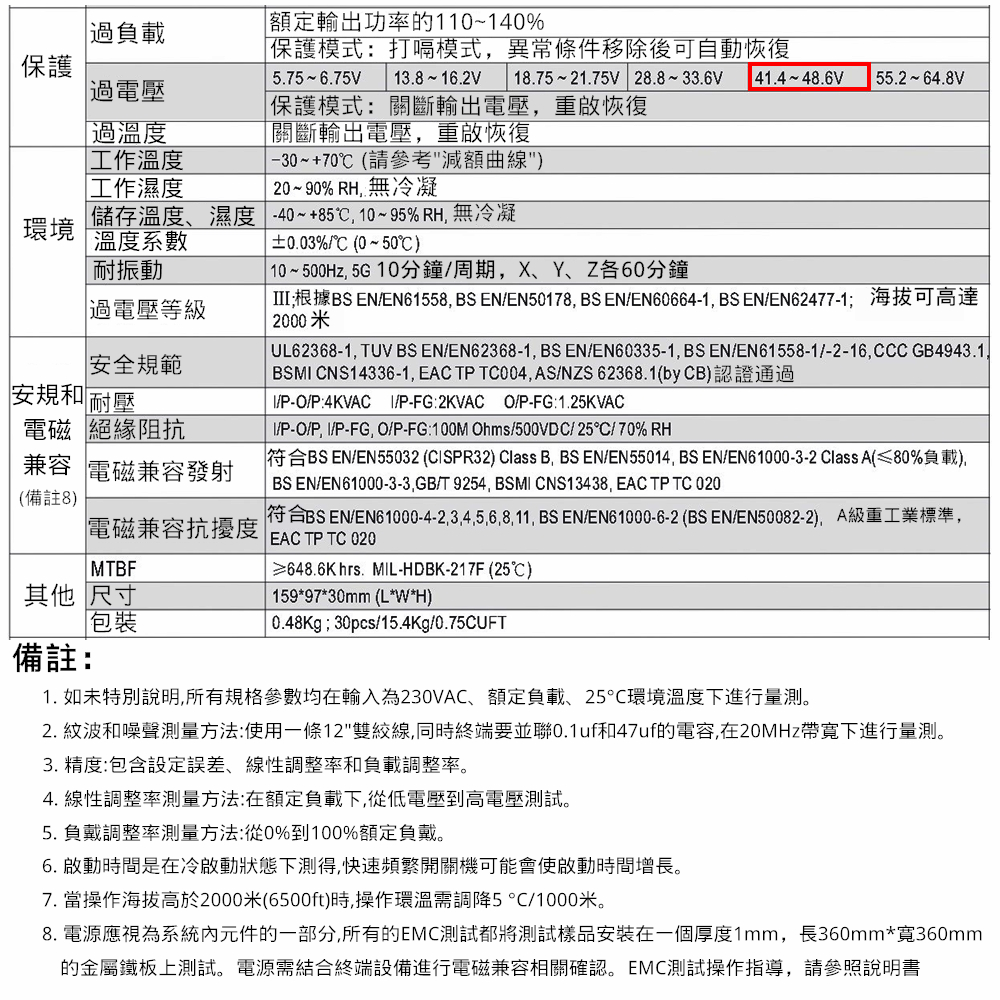 保護
過負載
額定輸出功率的110~140%
保護模式：打嗝模式，異常條件移除後可自動恢復
過電壓
5.75 ~ 6.75V 13.8 ~ 16.2V 18.75 ~ 21.75V 28.8 ~ 33.6V 41.4 ~ 48.6V 55.2 ~ 64.8V
保護模式：關斷輸出電壓，重啟恢復
過溫度 關斷輸出電壓，重啟恢復
環境
工作溫度 -30 ~ +70℃ (請參考"減額曲線")
工作濕度 20 ~ 90% RH, 無冷凝
儲存溫度、濕度 -40 ~ +85℃, 10 ~ 95% RH, 無冷凝
溫度系數 ±0.03%/℃ (0 ~ 50℃)
耐振動 10 ~ 500Hz, 5G 10分鐘/周期，X、Y、Z各60分鐘
過電壓等級
III;根據BS EN/EN61558, BS EN/EN50178, BS EN/EN60664-1, BS EN/EN62477-1; 海拔可高達
2000 米
安規和
電磁
兼容
(備註8)
安全規範
UL62368-1, TUV BS EN/EN62368-1, BS EN/EN60335-1, BS EN/EN61558-1/-2-16,CCC GB4943.1,
BSMI CNS14336-1, EAC TP TC004, AS/NZS 62368.1(by CB)認證通過
耐壓 I/P-O/P:4KVAC I/P-FG:2KVAC O/P-FG:1.25KVAC
絕緣阻抗 I/P-O/P, I/P-FG, O/P-FG:100M Ohms/500VDC/ 25℃/ 70% RH
電磁兼容發射
符合BS EN/EN55032 (CISPR32) Class B, BS EN/EN55014, BS EN/EN61000-3-2 Class A(≤80%負載),
BS EN/EN61000-3-3,GB/T 9254, BSMI CNS13438, EAC TP TC 020
電磁兼容抗擾度
符合BS EN/EN61000-4-2,3,4,5,6,8,11, BS EN/EN61000-6-2 (BS EN/EN50082-2), A級重工業標準，
EAC TP TC 020
其他
MTBF ≥648.6K hrs. MIL-HDBK-217F (25℃)
尺寸 159*97*30mm (L*W*H)
包裝 0.48Kg ; 30pcs/15.4Kg/0.75CUFT
備註：
1. 如未特別說明,所有規格參數均在輸入為230VAC、額定負載、25°C環境溫度下進行量測。
2. 紋波和噪聲測量方法:使用一條12"雙絞線,同時終端要並聯0.1uf和47uf的電容,在20MHz帶寬下進行量測。
3. 精度:包含設定誤差、線性調整率和負載調整率。
4. 線性調整率測量方法:在額定負載下,從低電壓到高電壓測試。
5. 負戴調整率測量方法:從0%到100%額定負戴。
6. 啟動時間是在冷啟動狀態下測得,快速頻繁開關機可能會使啟動時間增長。
7. 當操作海拔高於2000米(6500ft)時,操作環溫需調降5 °C/1000米。
8. 電源應視為系統內元件的一部分,所有的EMC測試都將測試樣品安裝在一個厚度1mm，長360mm*寬360mm
的金屬鐵板上測試。電源需結合終端設備進行電磁兼容相關確認。EMC測試操作指導，請參照說明書